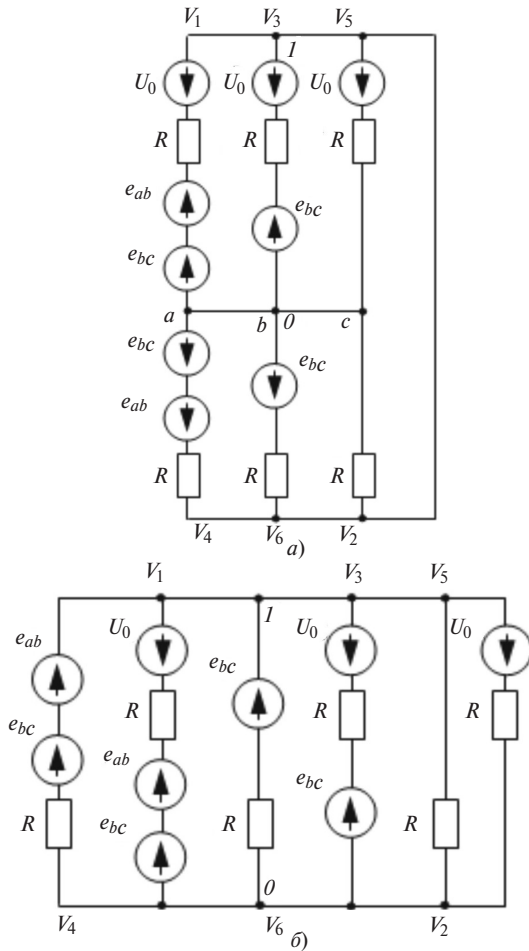 V1 V3 V5
1
U0 U0 U0
R R R
eab
ebc
ebc
a b 0 c
ebc
ebc
eab
R R R
V4 V6 V2
а)
V1 V3 V5
1
eab U0 U0 U0
ebc
ebc R R R
eab
ebc
R ebc R R
0
V4 V6 V2
б)